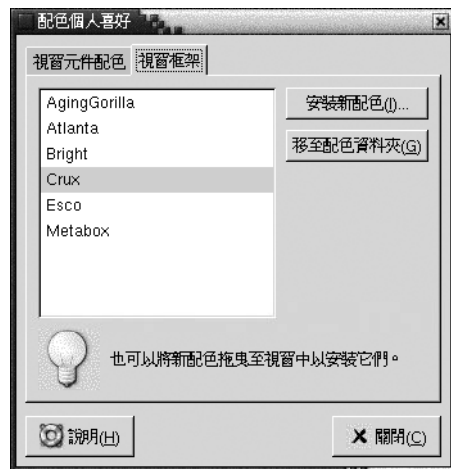 配色個人喜好
視窗元件配色 視窗框架
AgingGorilla
Atlanta
Bright
Crux
Esco
Metabox
安裝新配色(I)...
移至配色資料夾(G)
也可以將新配色拖曳至視窗中以安裝它們。
說明(H)
關閉(C)